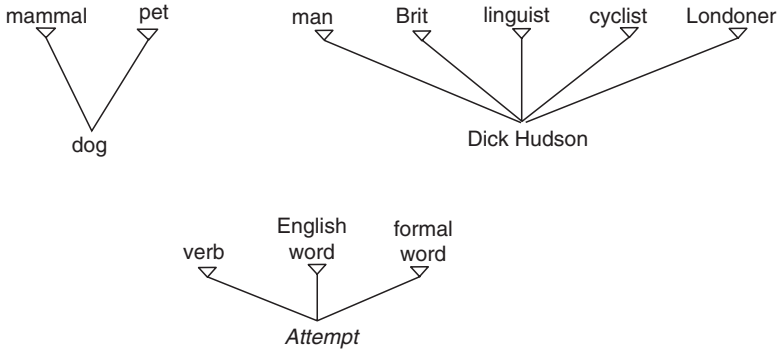 mammal pet man Brit linguist cyclist Londoner
dog Dick Hudson
English formal
verb word word
Attempt